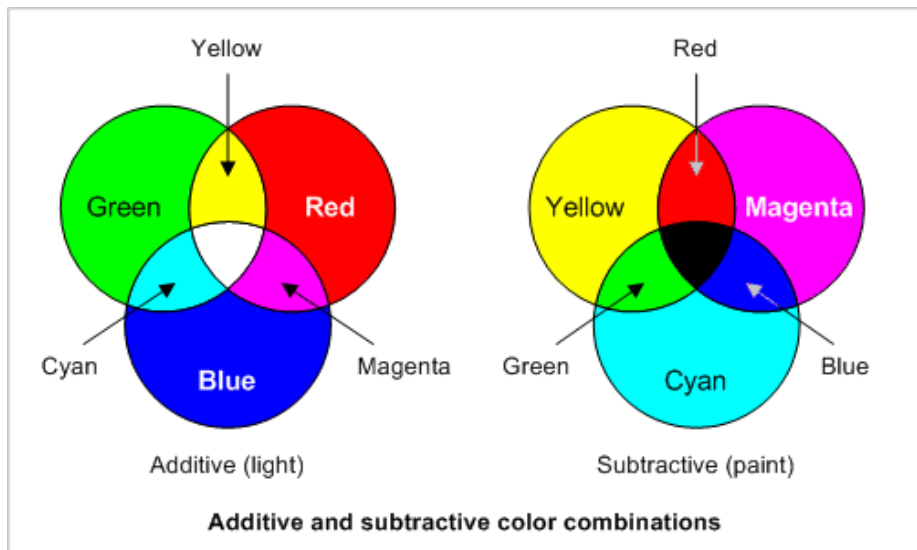 Yellow
Green
Red
Cyan
Blue
Magenta
Additive (light)
Red
Yellow
Magenta
Green
Cyan
Blue
Subtractive (paint)
Additive and subtractive color combinations